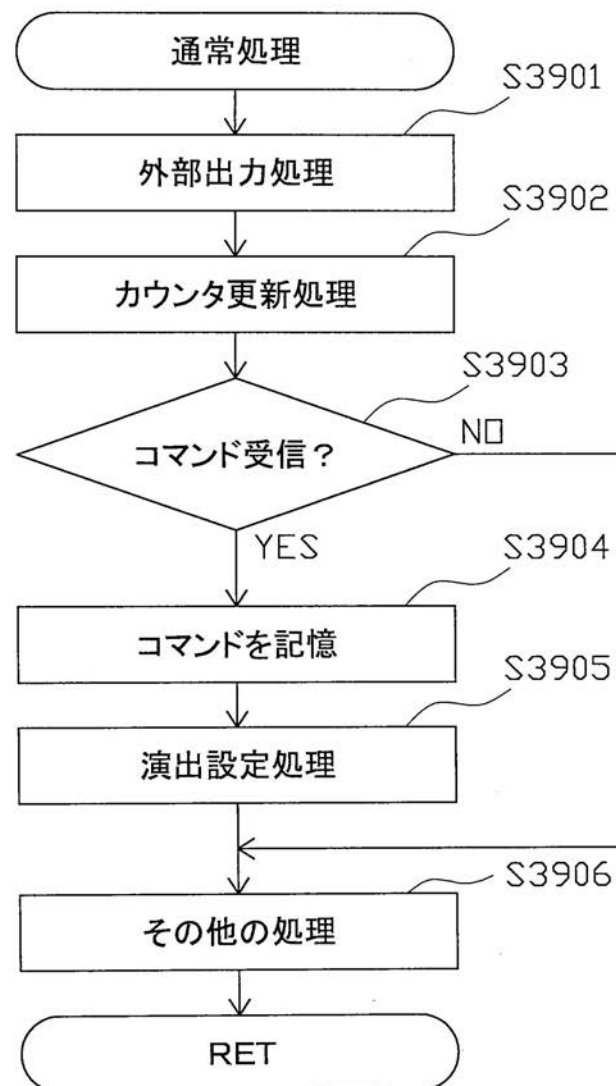 通常処理
S3901
外部出力処理
S3902
カウンタ更新処理
S3903
コマンド受信?
NO
YES
S3904
コマンドを記憶
S3905
演出設定処理
S3906
その他の処理
RET